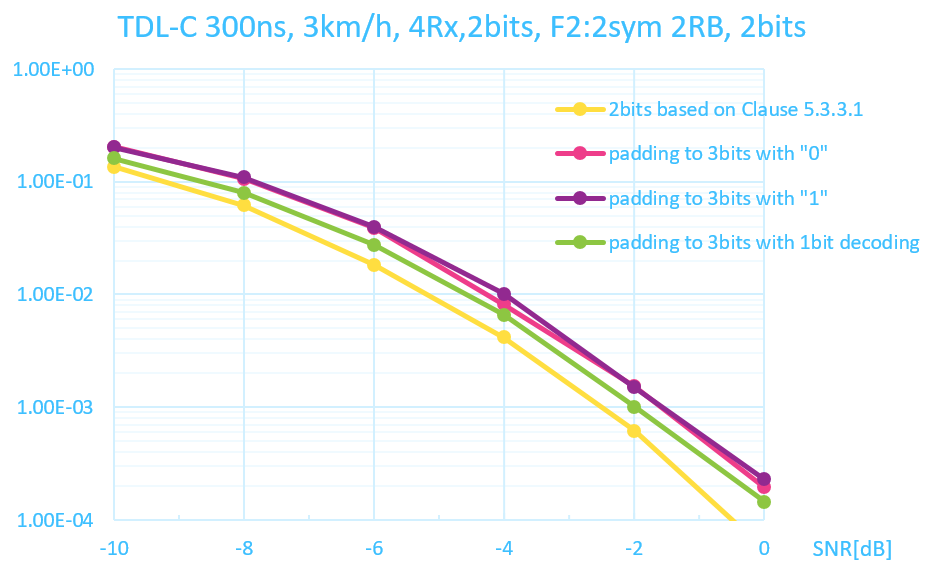 TDL-C 300ns, 3km/h, 4Rx,2bits, F2:2sym 2RB, 2bits
1.00E+00
2bits based on Clause 5.3.3.1
padding to 3bits with "0"
1.00E-01
padding to 3bits with "1"
padding to 3bits with 1bit decoding
1.00E-02
1.00E-03
1.00E-04
-10 -8 -6 -4 -2 0 SNR[dB]